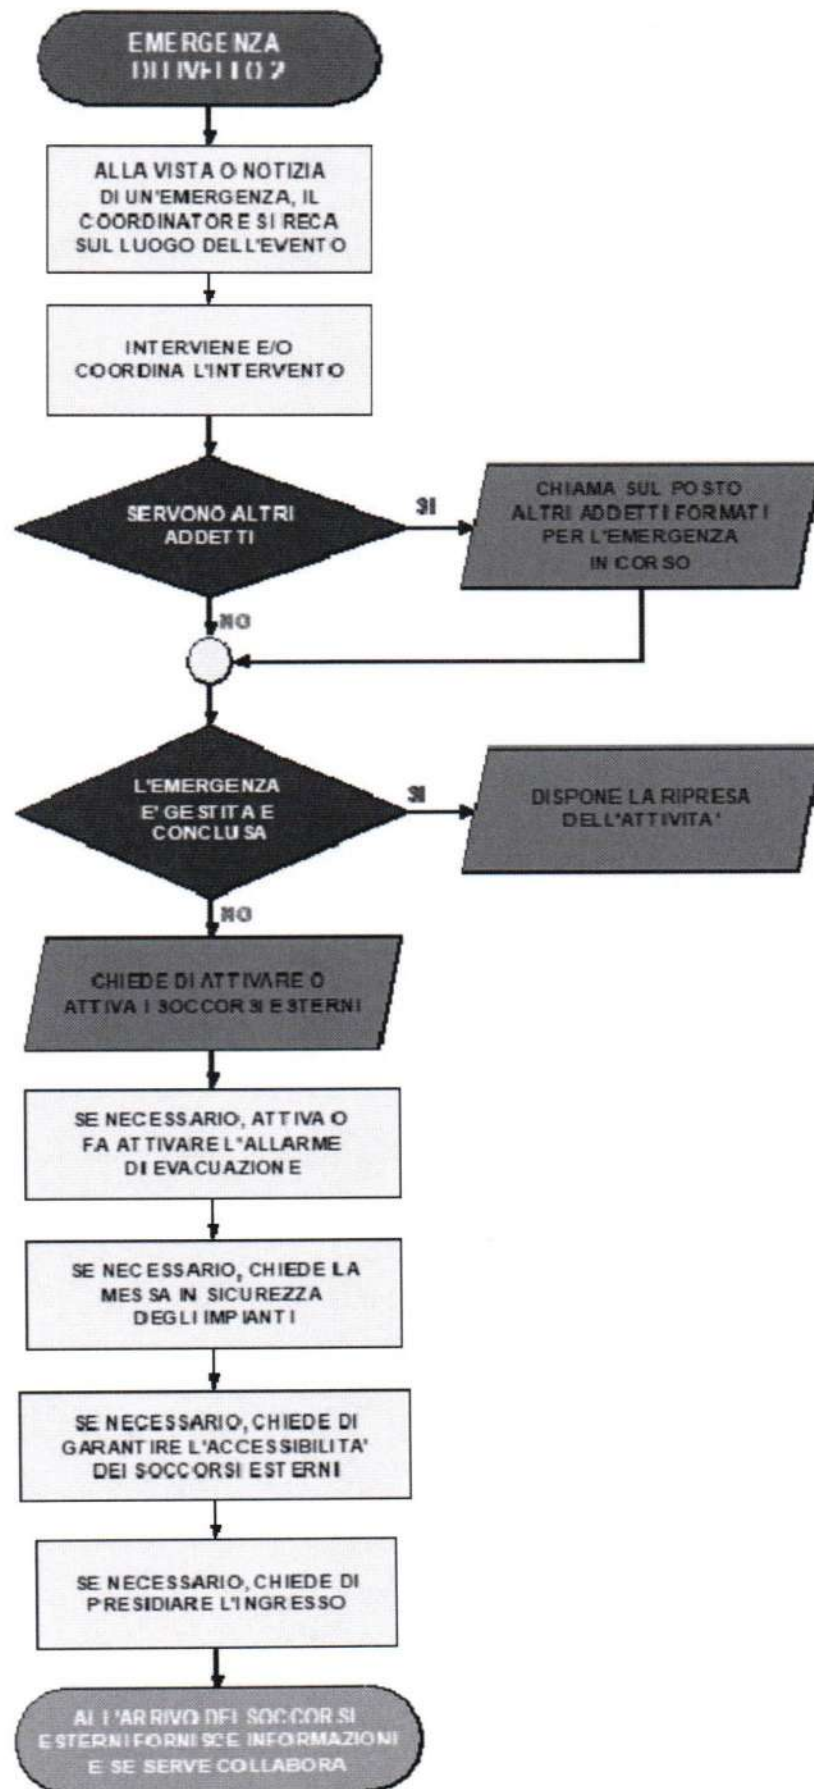 EMERGENZA
DI LIVELLO 2
ALLA VISTA O NOTIZIA
DI UN'EMERGENZA, IL
COORDINATORE SI RECA
SUL LUOGO DELL'EVENTO
INTERVIENE E/O
COORDINA L'INTERVENTO
SERVONO ALTRI
ADDETTI
SI
CHIAMA SUL POSTO
ALTRI ADDETTI FORMATI
PER L'EMERGENZA
IN CORSO
NO
L'EMERGENZA
E' GESTITA E
CONCLUSA
SI
DISPONE LA RIPRESA
DELL'ATTIVITA'
NO
CHIEDE DI ATTIVARE O
ATTIVA I SOCCORSI ESTERNI
SE NECESSARIO, ATTIVA O
FA ATTIVARE L'ALLARME
DI EVACUAZIONE
SE NECESSARIO, CHIEDE LA
MESSA IN SICUREZZA
DEGLI IMPIANTI
SE NECESSARIO, CHIEDE DI
GARANTIRE L'ACCESSIBILITA'
DEI SOCCORSI ESTERNI
SE NECESSARIO, CHIEDE DI
PRESIDIARE L'INGRESSO
ALL'ARRIVO DEI SOCCORSI
ESTERNI FORNISCE INFORMAZIONI
E SE SERVE COLLABORA